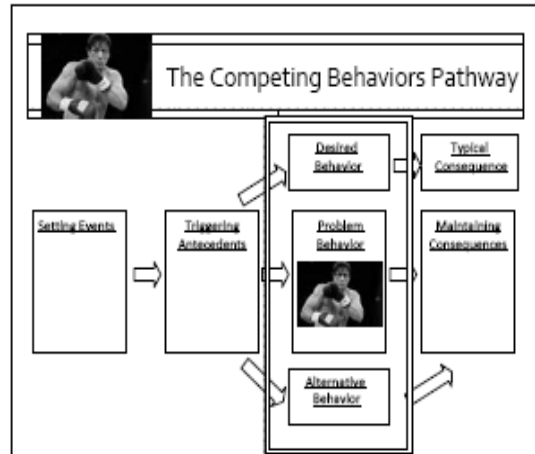 The Competing Behaviors Pathway
Desired
Behavior
Typical
Consequence
Setting Events
Triggering
Antecedents
Problem
Behavior
Maintaining
Consequences
Alternative
Behavior